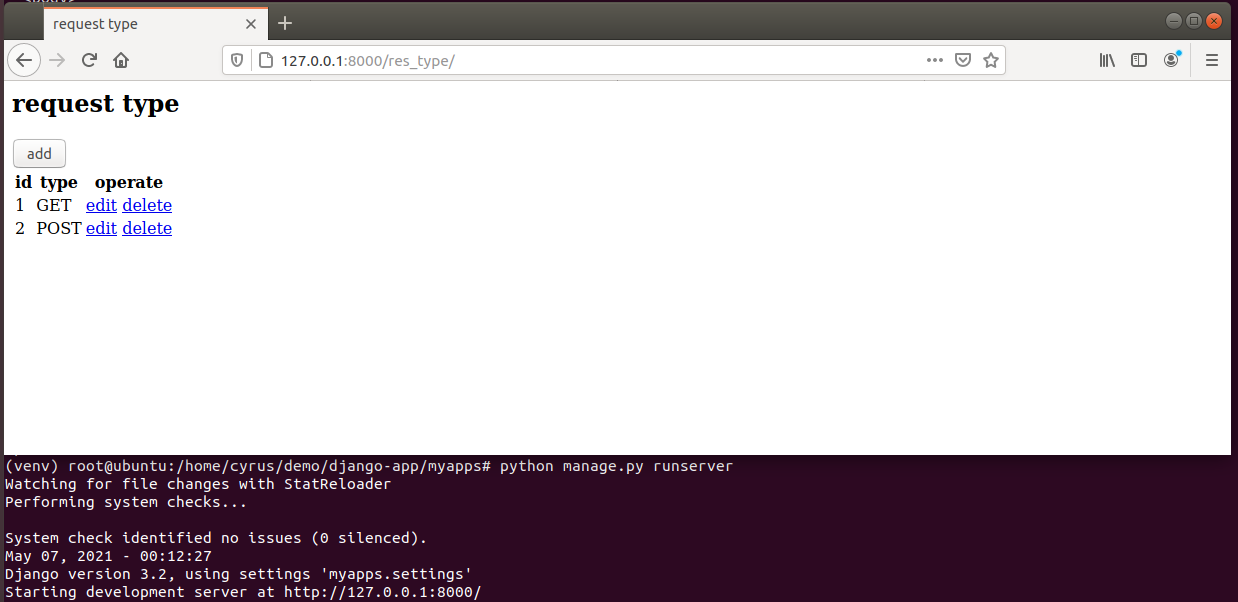 request type
127.0.0.1:8000/res_type/
request type
add
id type operate
1 GET edit delete
2 POST edit delete
(venv) root@ubuntu:/home/cyrus/demo/django-app/myapps# python manage.py runserver
Watching for file changes with StatReloader
Performing system checks...
System check identified no issues (0 silenced).
May 07, 2021 - 00:12:27
Django version 3.2, using settings 'myapps.settings'
Starting development server at http://127.0.0.1:8000/